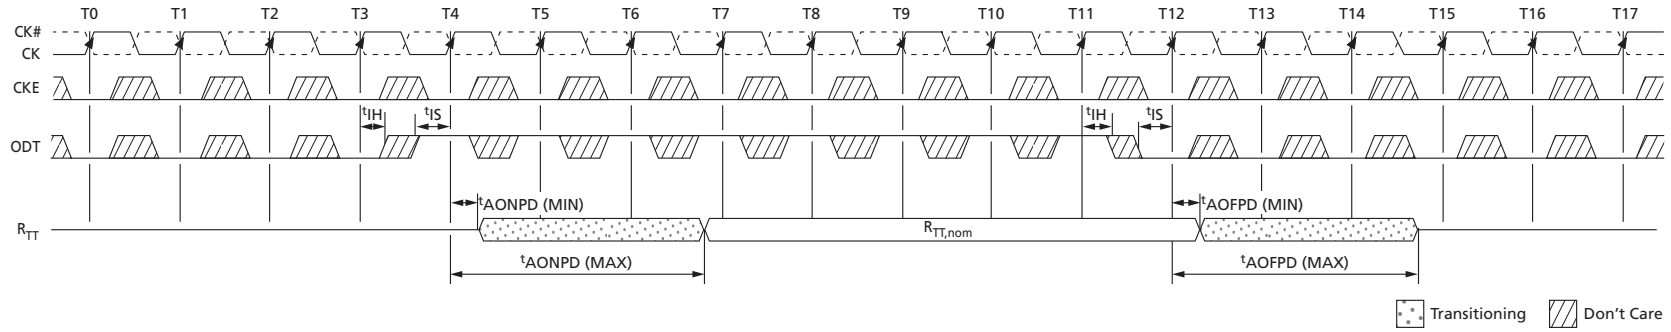 T0 T1 T2 T3 T4 T5 T6 T7 T8 T9 T10 T11 T12 T13 T14 T15 T16 T17
CK#
CK
CKE
tIH tIS tIH tIS
ODT
tAONPD (MIN) tAOFPD (MIN)
RTT RTT,nom
tAONPD (MAX) tAOFPD (MAX)
Transitioning Don't Care